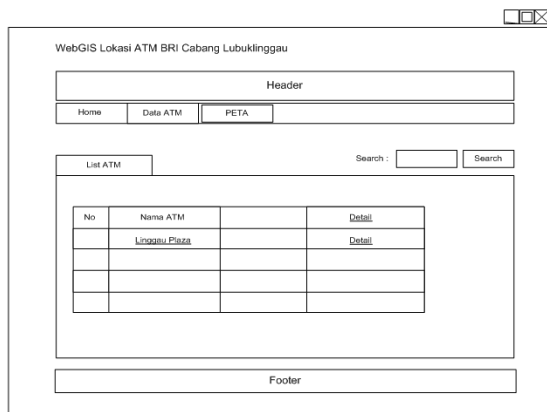 WebGIS Lokasi ATM BRI Cabang Lubuklinggau
Header
Home Data ATM PETA
List ATM Search : Search
No Nama ATM Detail
Linggau Plaza Detail
Footer